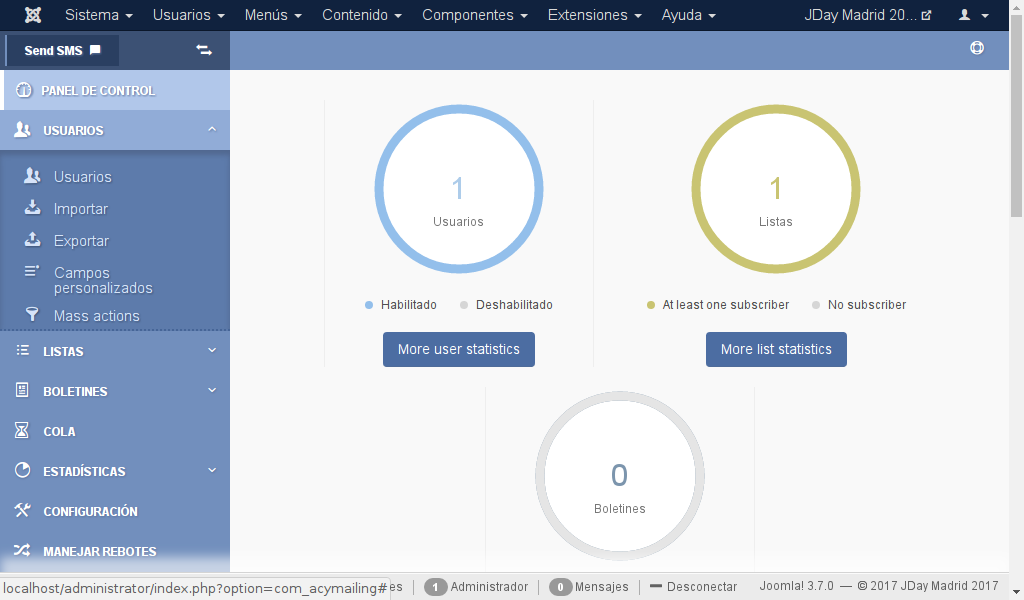 Sistema Usuarios Menús Contenido Componentes Extensiones Ayuda JDay Madrid 20...
Send SMS
PANEL DE CONTROL
USUARIOS
Usuarios
Importar
Exportar
Campos
personalizados
Mass actions
LISTAS
BOLETINES
COLA
ESTADÍSTICAS
CONFIGURACIÓN
MANEJAR REBOTES
1
Usuarios
Habilitado Deshabilitado
More user statistics
1
Listas
At least one subscriber No subscriber
More list statistics
0
Boletines
localhost/administrator/index.php?option=com_acymailing#
es 1 Administrador 0 Mensajes Desconectar Joomla! 3.7.0 — © 2017 JDay Madrid 2017